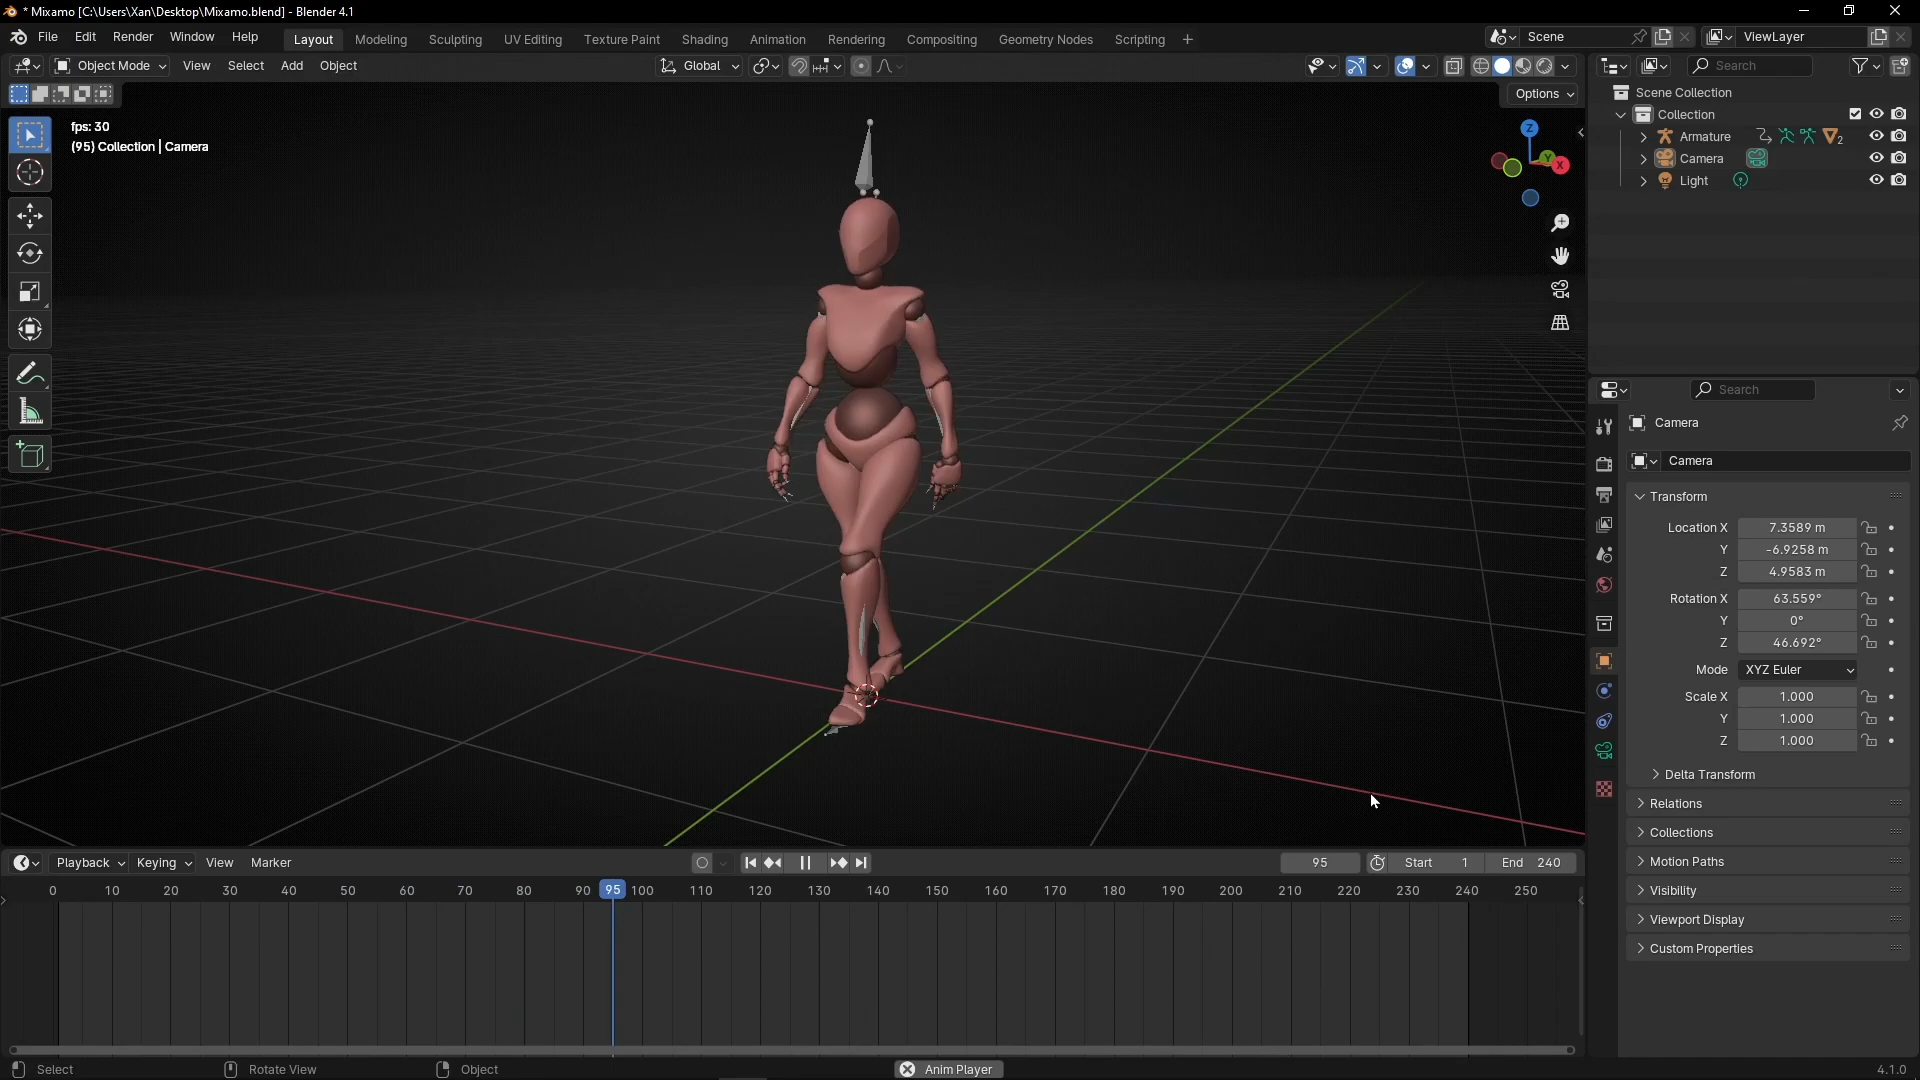 * Mixamo [C:\Users\Xan\Desktop\Mixamo.blend] - Blender 4.1
File Edit Render Window Help Layout Modeling Sculpting UV Editing Texture Paint Shading Animation Rendering Compositing Geometry Nodes Scripting + Scene ViewLayer
Object Mode View Select Add Object Global Search
Options
Scene Collection
Collection
fps: 30
(95) Collection | Camera
Armature 2
Camera
Light
Z
Y
X
Search
Camera
Camera
Transform
Location X 7.3589 m
Y -6.9258 m
Z 4.9583 m
Rotation X 63.559°
Y 0°
Z 46.692°
Mode XYZ Euler
Scale X 1.000
Y 1.000
Z 1.000
Delta Transform
Relations
Collections
Motion Paths
Visibility
Viewport Display
Custom Properties
Playback Keying View Marker 95 Start 1 End 240
0 10 20 30 40 50 60 70 80 90 95 100 110 120 130 140 150 160 170 180 190 200 210 220 230 240 250
Select Rotate View Object Anim Player 4.1.0